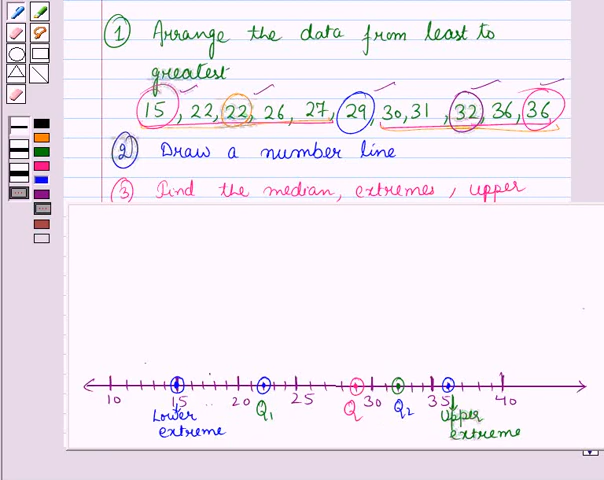 1 Arrange the data from least to
greatest
15, 22, 22, 26, 27, 29, 30, 31, 32, 36, 36,
2 Draw a number line
3 Find the median, extremes, upper
10 15 20 25 30 35 40
Lower Q1 Q Q2 Upper
extreme extreme